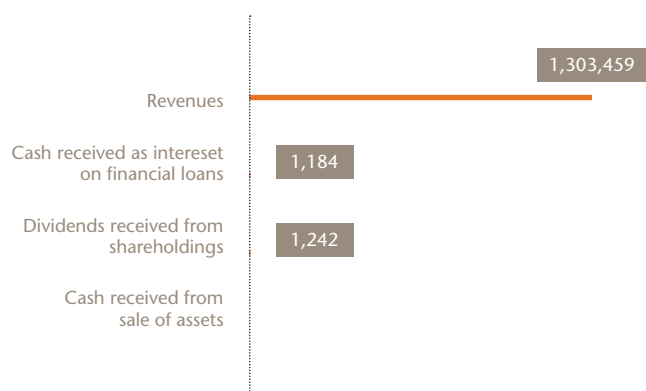 1,303,459
Revenues
Cash received as intereset
on financial loans
1,184
Dividends received from
shareholdings
1,242
Cash received from
sale of assets